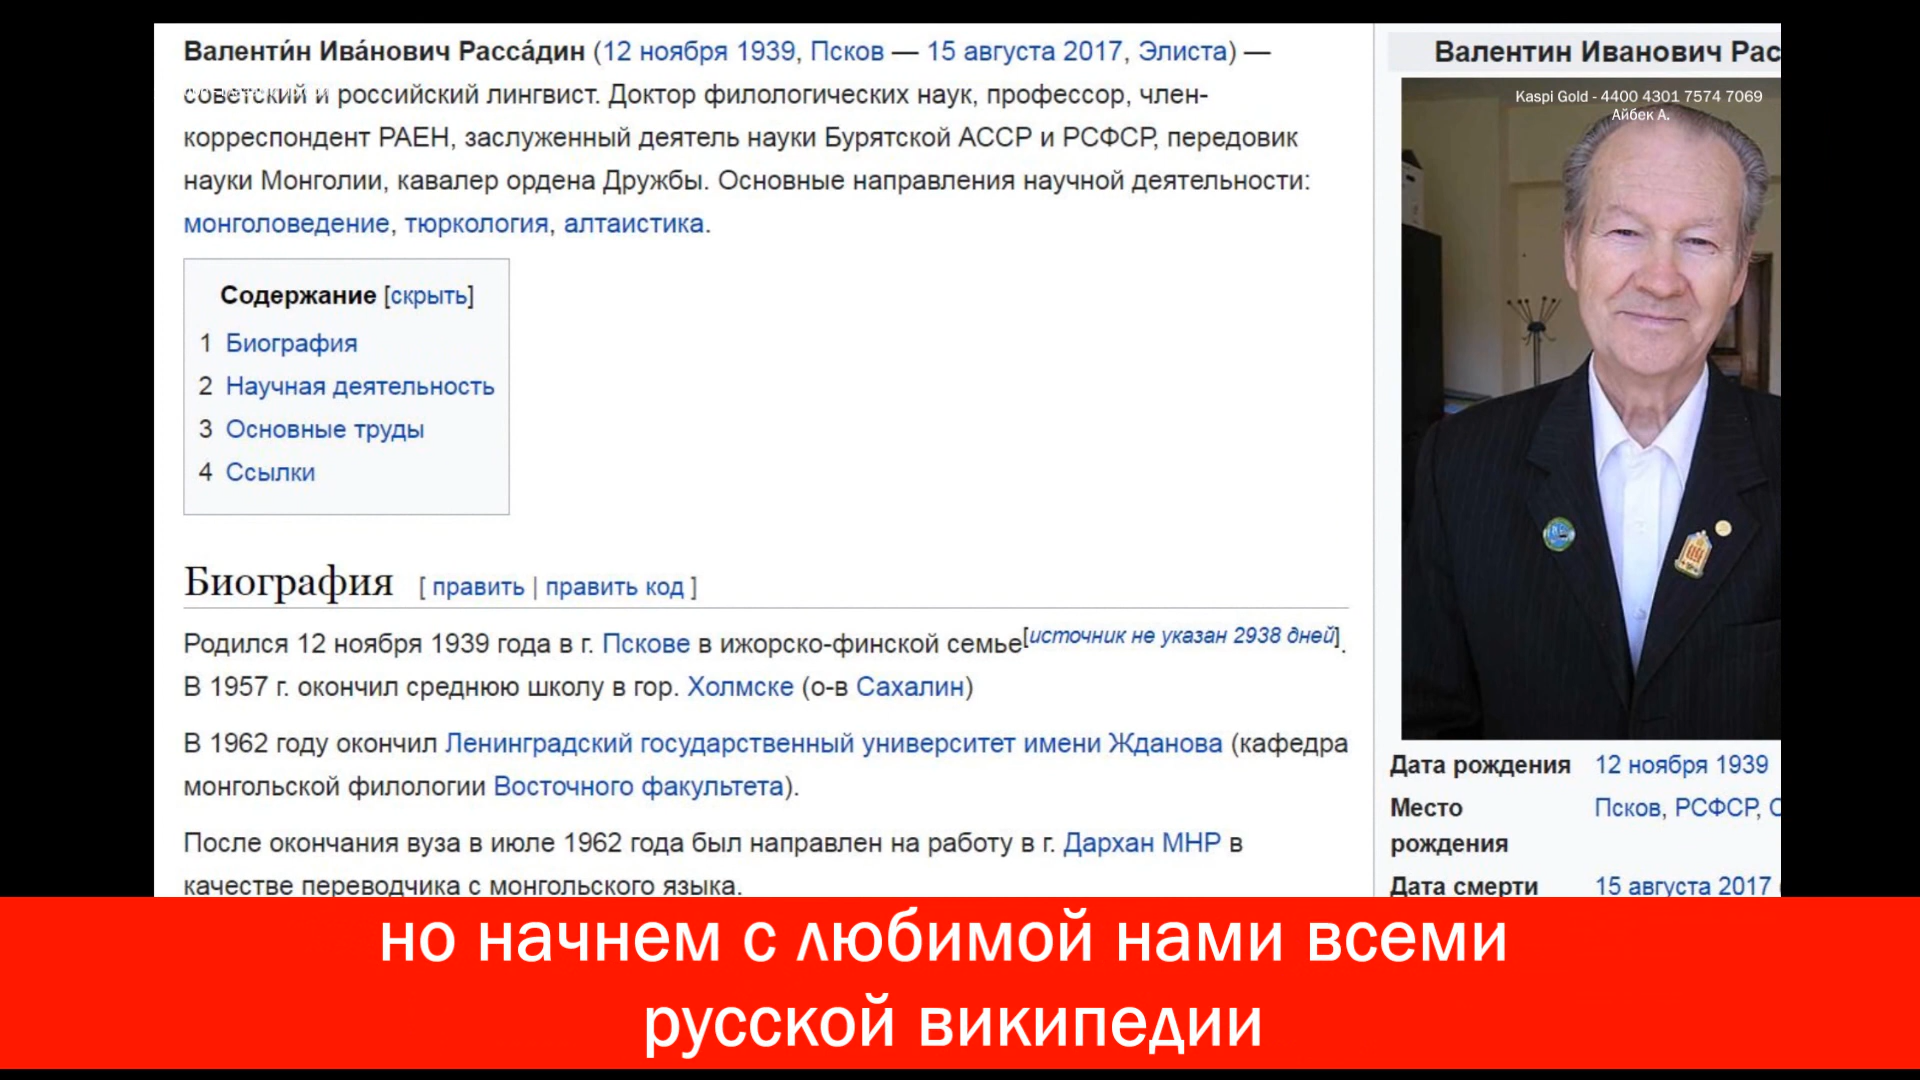 Валенти́н Ива́нович Расса́дин (12 ноября 1939, Псков — 15 августа 2017, Элиста) —
советский и российский лингвист. Доктор филологических наук, профессор, член-
корреспондент РАЕН, заслуженный деятель науки Бурятской АССР и РСФСР, передовик
науки Монголии, кавалер ордена Дружбы. Основные направления научной деятельности:
монголоведение, тюркология, алтаистика.
Содержание [скрыть]
1 Биография
2 Научная деятельность
3 Основные труды
4 Ссылки
Биография [ править | править код ]
Родился 12 ноября 1939 года в г. Пскове в ижорско-финской семье[источник не указан 2938 дней].
В 1957 г. окончил среднюю школу в гор. Холмске (о-в Сахалин)
В 1962 году окончил Ленинградский государственный университет имени Жданова (кафедра
монгольской филологии Восточного факультета).
После окончания вуза в июле 1962 года был направлен на работу в г. Дархан МНР в
качестве переводчика с монгольского языка.
Валентин Иванович Рас
Kaspi Gold - 4400 4301 7574 7069
Айбек А.
Дата рождения 12 ноября 1939
Место рождения Псков, РСФСР, С
Дата смерти 15 августа 2017
но начнем с любимой нами всеми
русской википедии